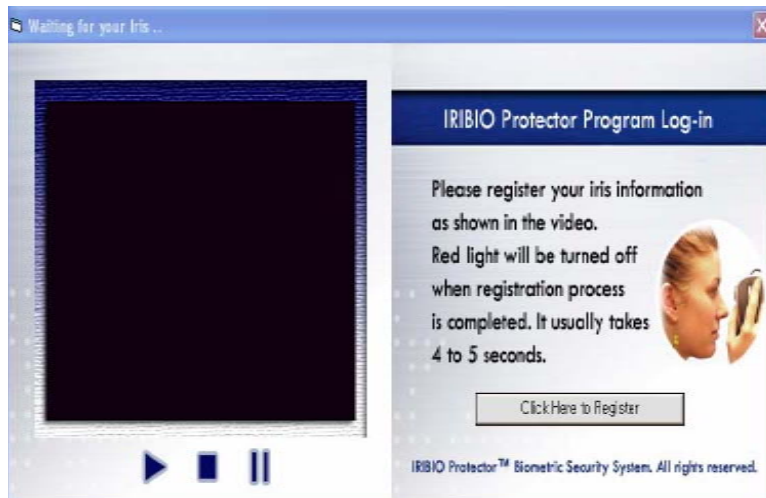 Waiting for your Iris ..
IRIBIO Protector Program Log-in
Please register your iris information
as shown in the video.
Red light will be turned off
when registration process
is completed. It usually takes
4 to 5 seconds.
Click Here to Register
IRIBIO Protector™ Biometric Security System. All rights reserved.